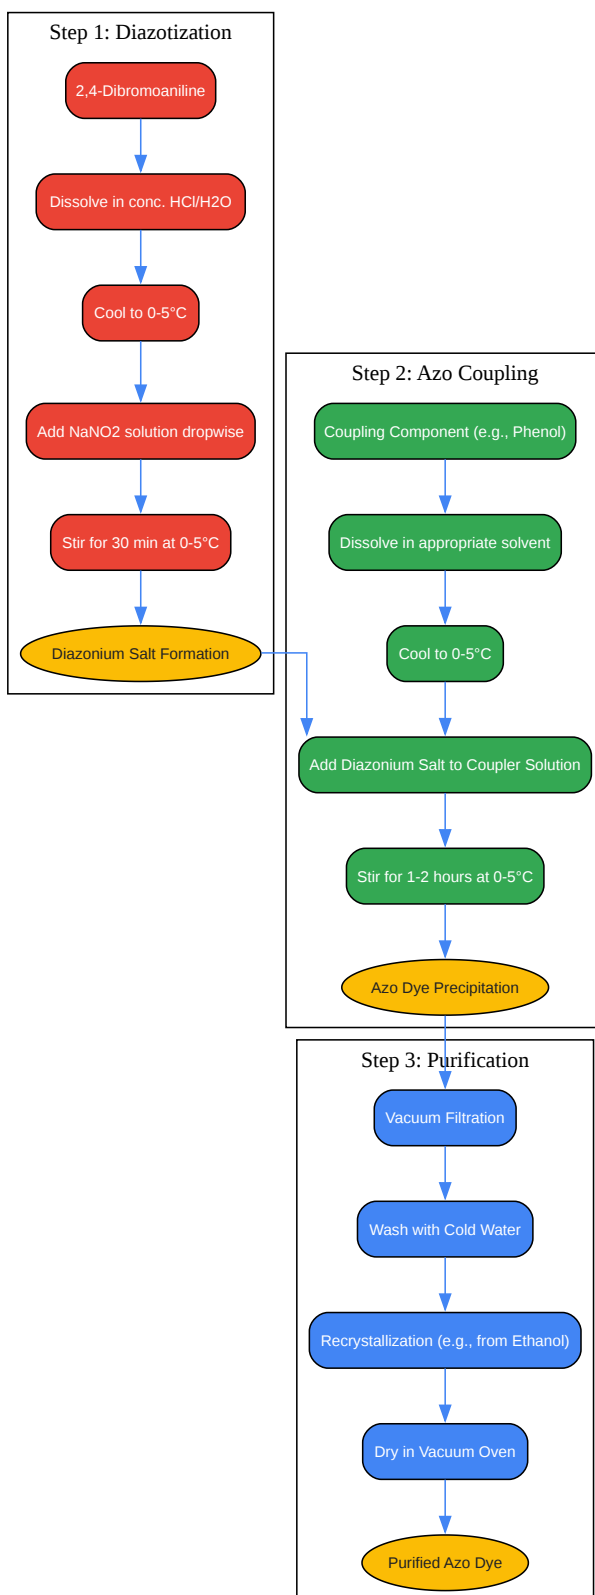 Step 1: Diazotization
2,4-Dibromoaniline
Dissolve in conc. HCl/H2O
Cool to 0-5°C
Add NaNO2 solution dropwise
Stir for 30 min at 0-5°C
Diazonium Salt Formation
Step 2: Azo Coupling
Coupling Component (e.g., Phenol)
Dissolve in appropriate solvent
Cool to 0-5°C
Add Diazonium Salt to Coupler Solution
Stir for 1-2 hours at 0-5°C
Azo Dye Precipitation
Step 3: Purification
Vacuum Filtration
Wash with Cold Water
Recrystallization (e.g., from Ethanol)
Dry in Vacuum Oven
Purified Azo Dye